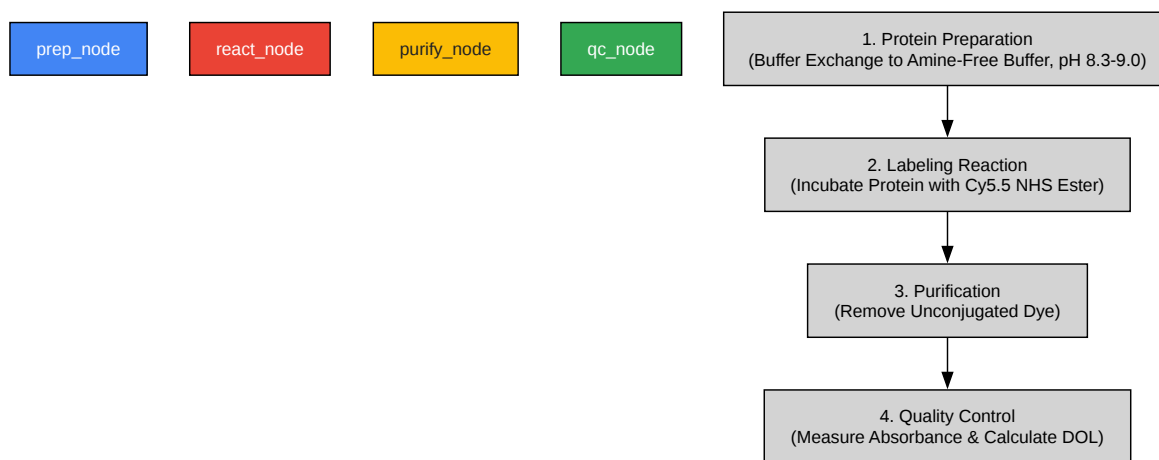 prep_node
react_node
purify_node
qc_node
1. Protein Preparation
(Buffer Exchange to Amine-Free Buffer, pH 8.3-9.0)
2. Labeling Reaction
(Incubate Protein with Cy5.5 NHS Ester)
3. Purification
(Remove Unconjugated Dye)
4. Quality Control
(Measure Absorbance & Calculate DOL)